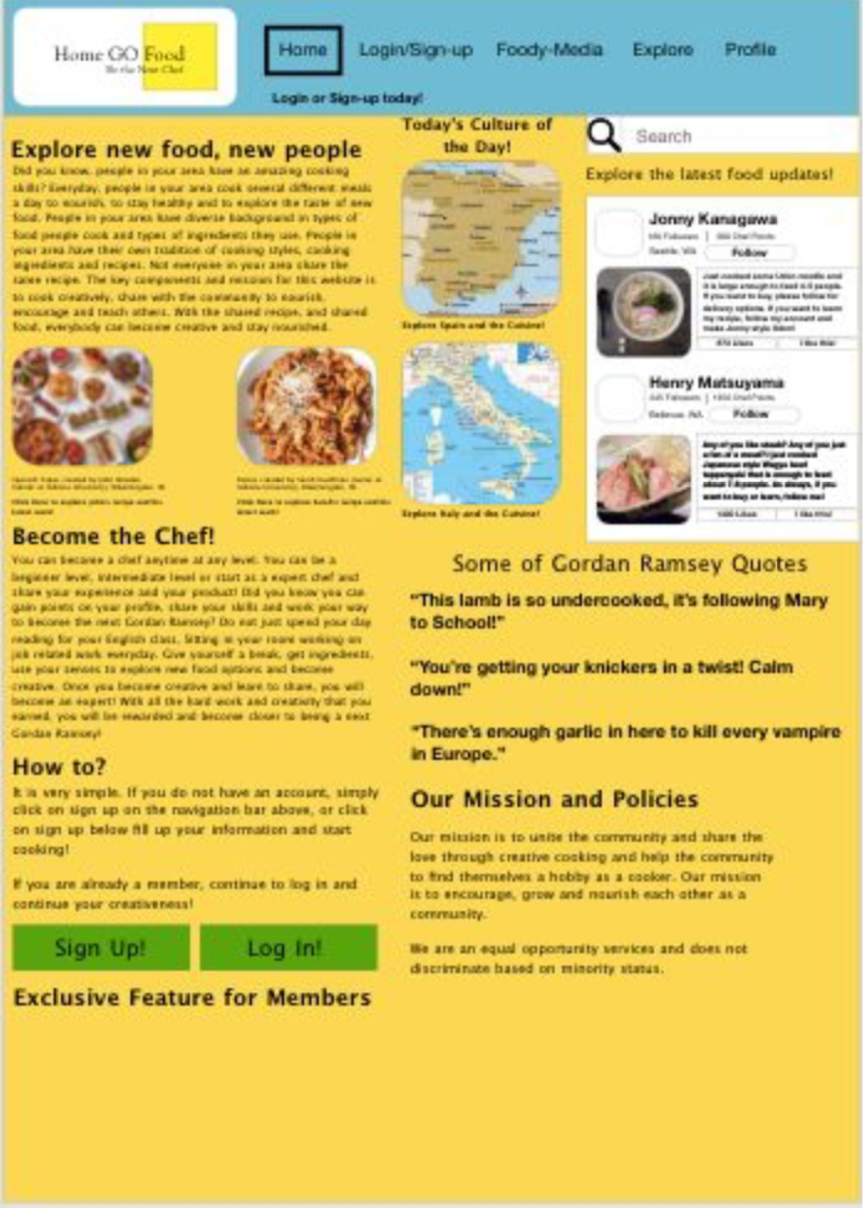 Home GO Food
Be the New Chef
Home
Login/Sign-up
Foody-Media
Explore
Profile
Login or Sign-up today!
Explore new food, new people
Did you know, people in your area have an amazing cooking
skills? Everyday, people in your area cook several different meals
a day to nourish, to stay healthy and to explore the taste of new
food. People in your area have diverse background in types of
food people cook and types of ingredients they use. People in
your area have their own tradition of cooking styles, cooking
ingredients and recipes. Not everyone in your area share the
same recipe. The key components and mission for this website is
to cook creatively, share with the community to nourish,
encourage and teach others. With the shared recipe, and shared
food, everybody can become creative and stay nourished.
Become the Chef!
You can become a chef anytime at any level. You can be a
beginner level, intermediate level or start as a expert chef and
share your experience and your product! Did you know you can
gain points on your profile, share your skills and work your way
to become the next Gordan Ramsey? Do not just spend your day
reading for your English class. Sitting in your room working on
job related work everyday. Give yourself a break, get ingredients,
use your senses to explore new food options and become
creative. Once you become creative and learn to share, you will
become an expert! With all the hard work and creativity that you
earned, you will be rewarded and become closer to being a next
Gordan Ramsey!
How to?
It is very simple. If you do not have an account, simply
click on sign up on the navigation bar above, or click
on sign up below fill up your information and start
cooking!
If you are already a member, continue to log in and
continue your creativeness!
Sign Up!
Log In!
Exclusive Feature for Members
Today's Culture of
the Day!
Explore Spain and the Cuisine!
Explore Italy and the Cuisine!
Search
Explore the latest food updates!
Jonny Kanagawa
Followers
Chef Points
Seattle, WA
Follow
Just cooked some Udon noodle and
it is large enough to feed 4-5 people.
If you want to buy, please follow for
delivery options. If you want to learn
my recipe, follow my account and
make Jonny style Udon!
Likes
I like this!
Henry Matsuyama
Followers
Chef Points
Bellevue, WA
Follow
Any of you like steak? Any of you just
a fan of a meat? I just cooked
Japanese style Wagyu beef
teppanyaki that is enough to feed
about 7-8 people. As always, if you
want to buy or learn, follow me!
Likes
I like this!
Some of Gordan Ramsey Quotes
“This lamb is so undercooked, it’s following Mary
to School!”
“You’re getting your knickers in a twist! Calm
down!”
“There’s enough garlic in here to kill every vampire
in Europe.”
Our Mission and Policies
Our mission is to unite the community and share the
love through creative cooking and help the community
to find themselves a hobby as a cooker. Our mission
is to encourage, grow and nourish each other as a
community.
We are an equal opportunity services and does not
discriminate based on minority status.